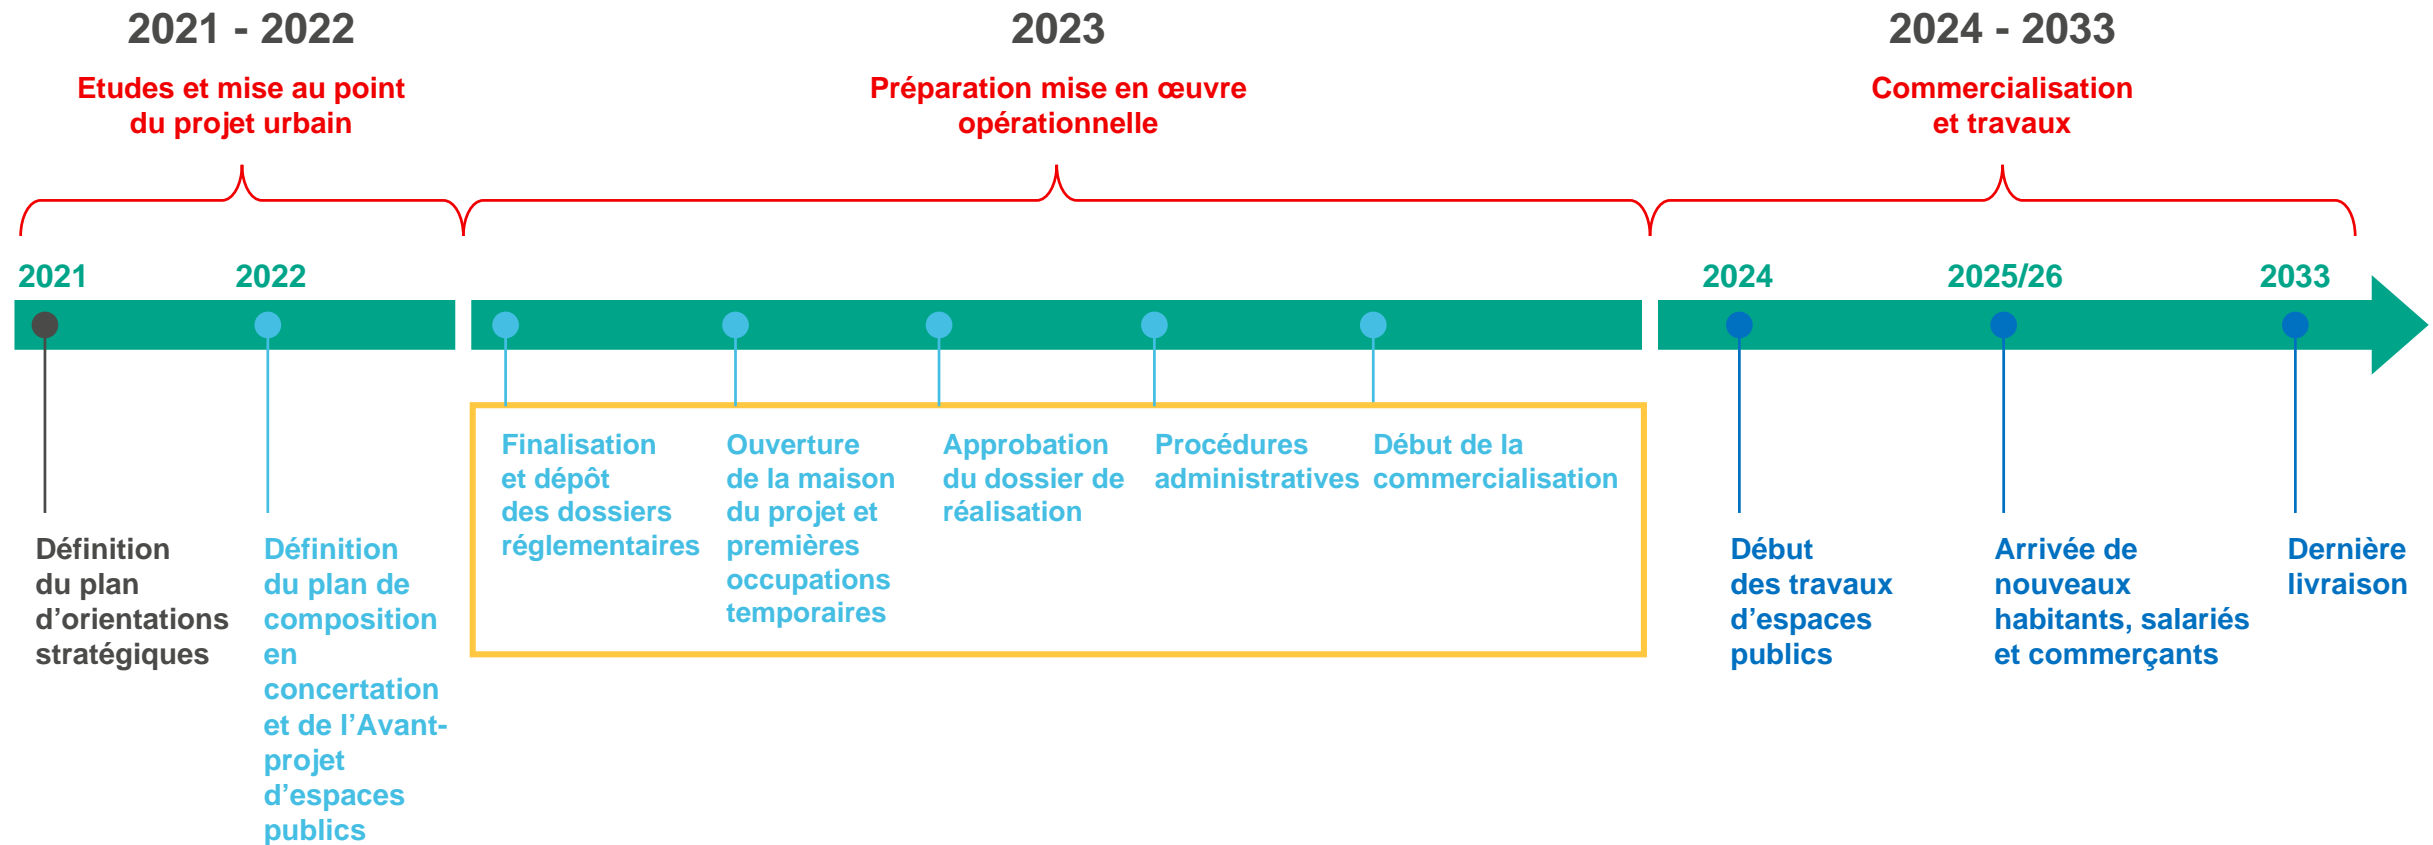 2021 - 2022
Etudes et mise au point
du projet urbain
2023
Préparation mise en œuvre
opérationnelle
2024 - 2033
Commercialisation
et travaux
2021
2022
2024
2025/26
2033
Définition
du plan
d’orientations
stratégiques
Définition
du plan de
composition
en
concertation
et de l’Avant-
projet
d’espaces
publics
Finalisation
et dépôt
des dossiers
réglementaires
Ouverture
de la maison
du projet et
premières
occupations
temporaires
Approbation
du dossier de
réalisation
Procédures
administratives
Début de la
commercialisation
Début
des travaux
d’espaces
publics
Arrivée de
nouveaux
habitants, salariés
et commerçants
Dernière
livraison